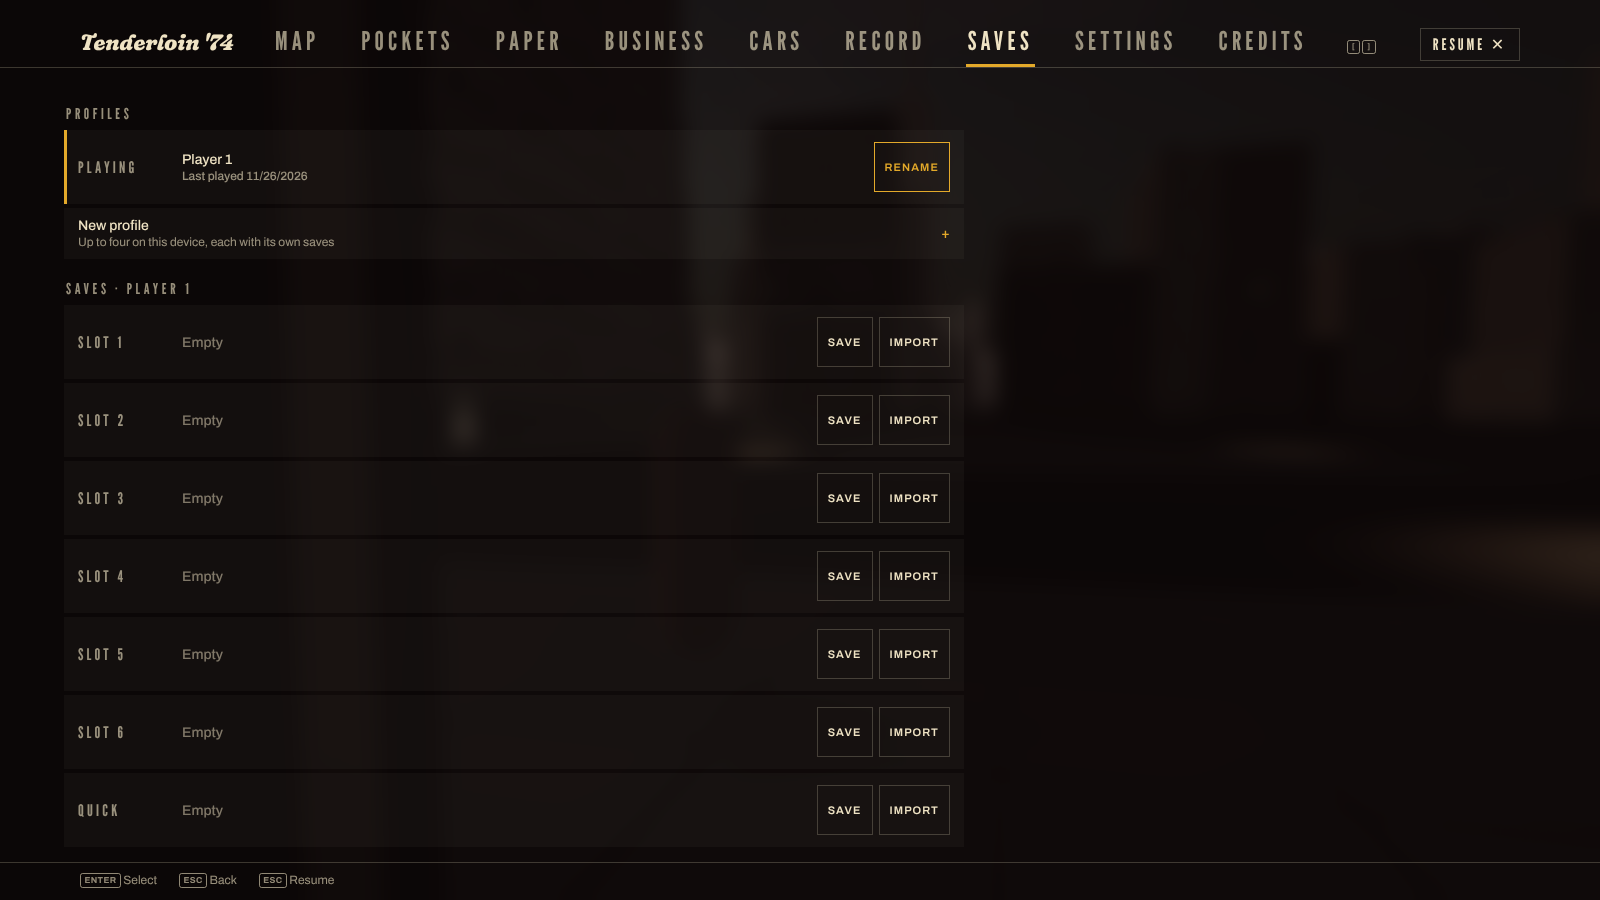 Tenderloin '74 MAP POCKETS PAPER BUSINESS CARS RECORD SAVES SETTINGS CREDITS [ ] RESUME ✕
PROFILES
PLAYING
Player 1
Last played 11/26/2026
RENAME
New profile
Up to four on this device, each with its own saves
+
SAVES · PLAYER 1
SLOT 1 Empty SAVE IMPORT
SLOT 2 Empty SAVE IMPORT
SLOT 3 Empty SAVE IMPORT
SLOT 4 Empty SAVE IMPORT
SLOT 5 Empty SAVE IMPORT
SLOT 6 Empty SAVE IMPORT
QUICK Empty SAVE IMPORT
ENTER Select ESC Back ESC Resume